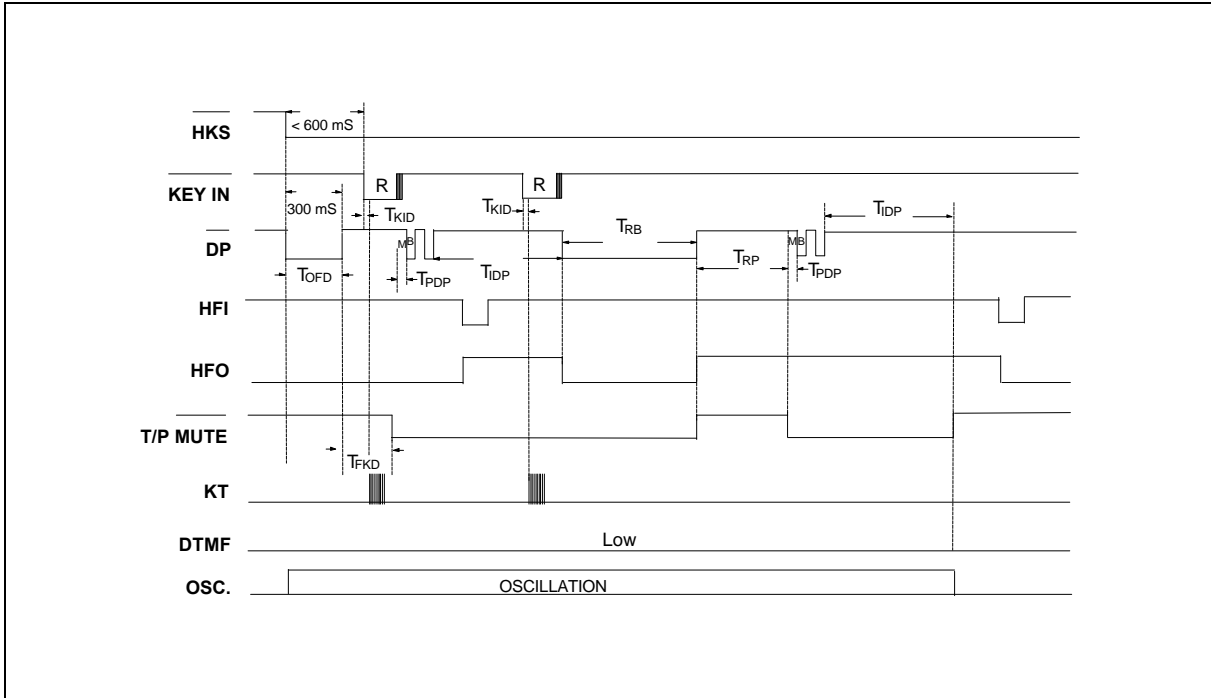 HKS
< 600 mS
KEY IN
R
R
300 mS
TKID
TKID
TIDP
DP
M
B
TRB
MB
TOFD
TPDP
TIDP
TRP
TPDP
HFI
HFO
T/P MUTE
TFKD
KT
DTMF
Low
OSC.
OSCILLATION